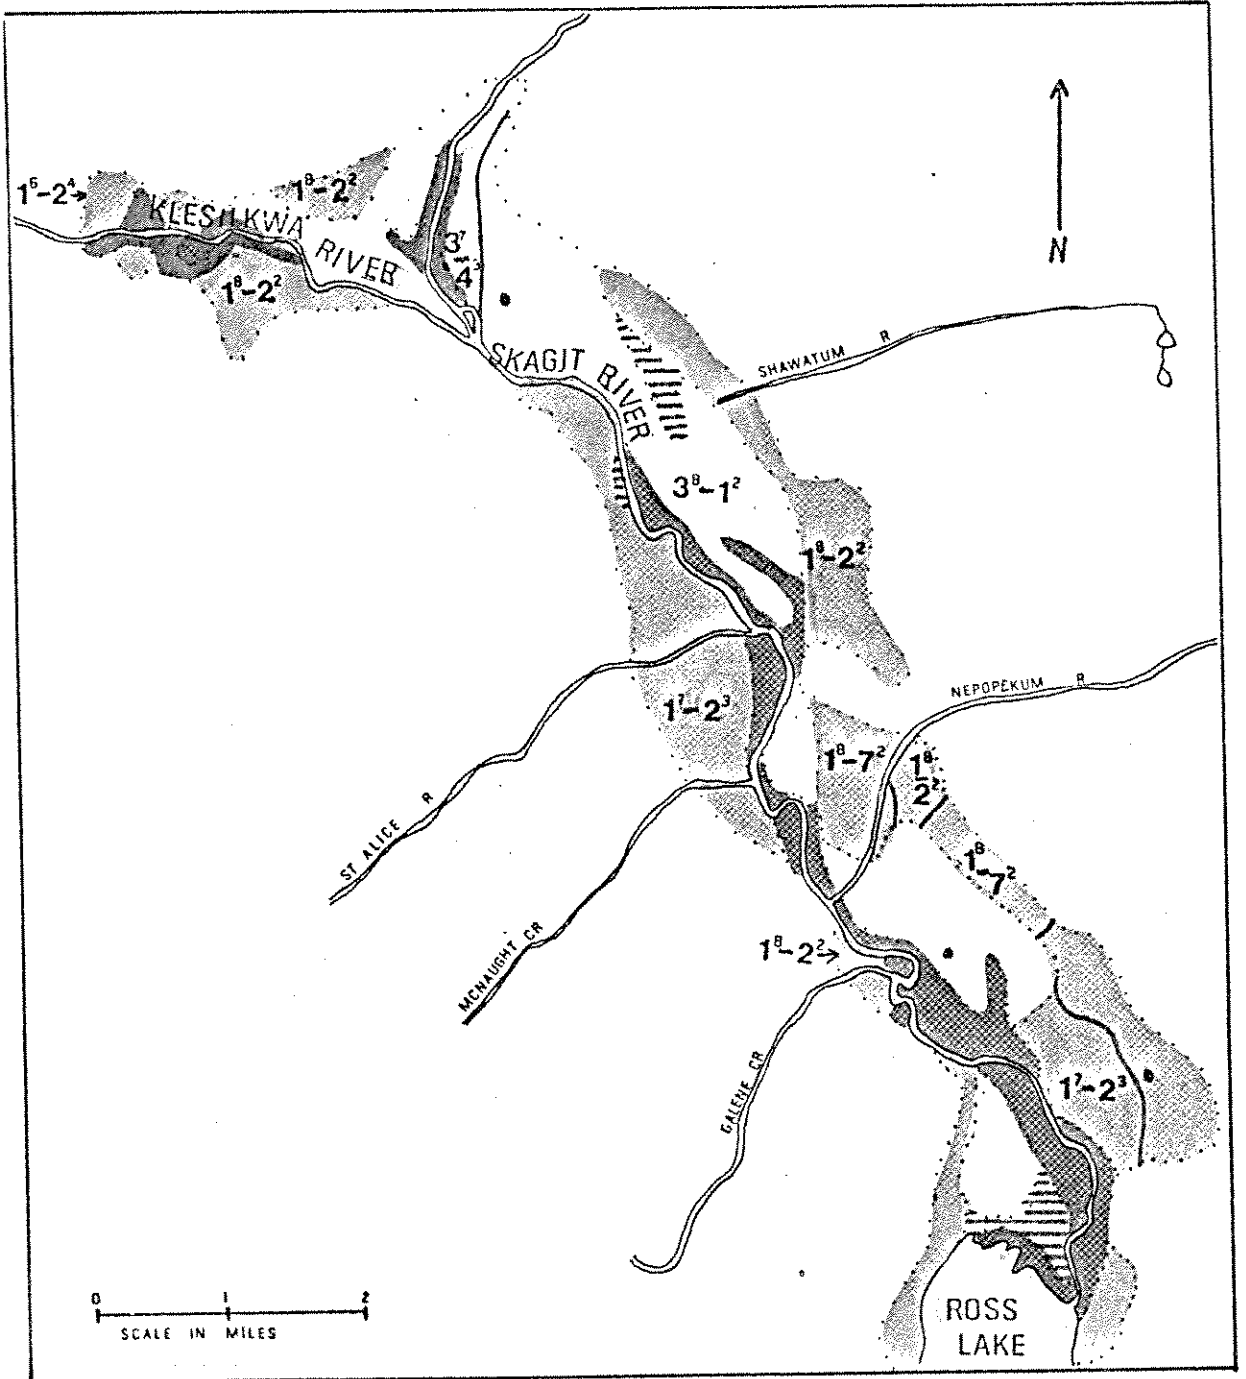 N
1⁶-2⁴→
1⁸-2²
KLESILKWA
RIVER
1⁸-2²
3⁷
-
4³
SKAGIT
RIVER
SHAWATUM R
3⁸-1²
1⁸-2²
1⁷-2³
NEPOPEKUM R
1⁸-7²
1⁸
-
2²
1⁸
-7²
ST ALICE R
MCNAUGHT CR
1⁸-2²→
GALENE CR
1⁷-2³
ROSS
LAKE
0 1 2
SCALE IN MILES